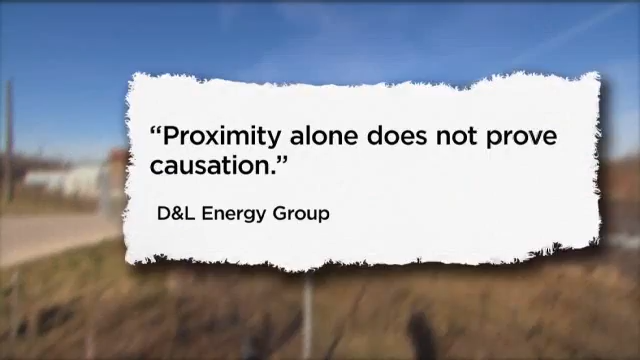 “Proximity alone does not prove
causation.”
D&L Energy Group